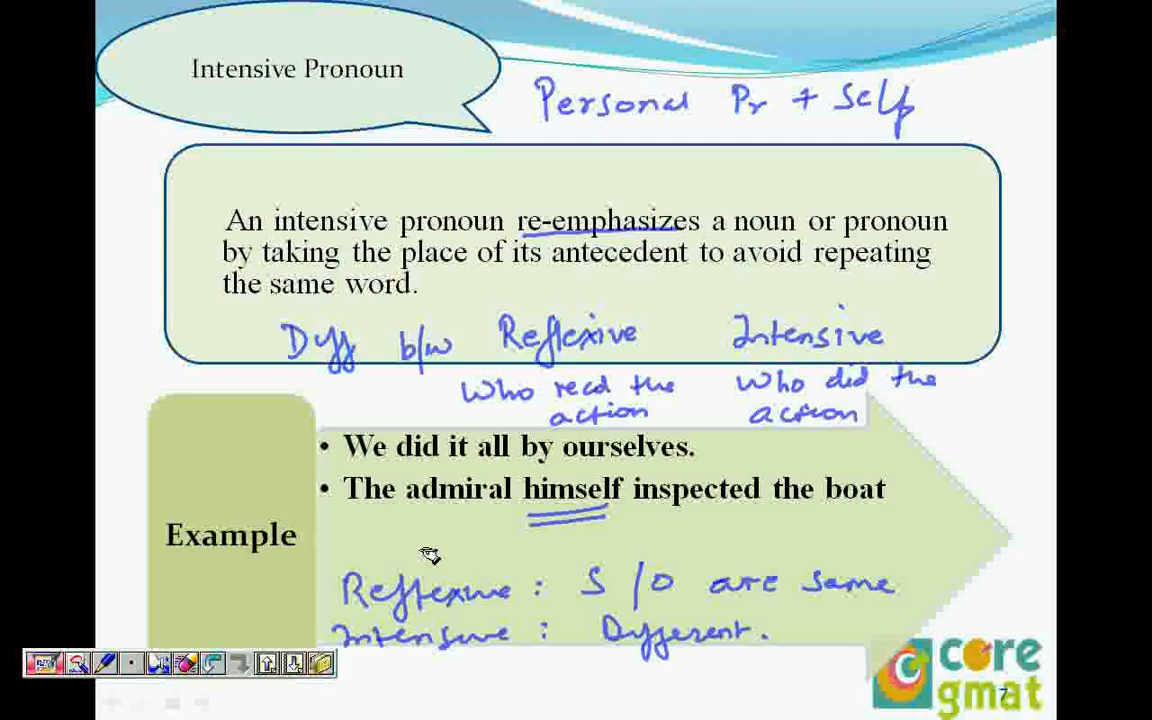 Intensive Pronoun
Personal Pr + Self
An intensive pronoun re-emphasizes a noun or pronoun
by taking the place of its antecedent to avoid repeating
the same word.
Diff b/w Reflexive Intensive
Who recd the Who did the
action action
• We did it all by ourselves.
• The admiral himself inspected the boat
Example
Reflexive : S / O are same
Intensive : Different.
core
gmat
7